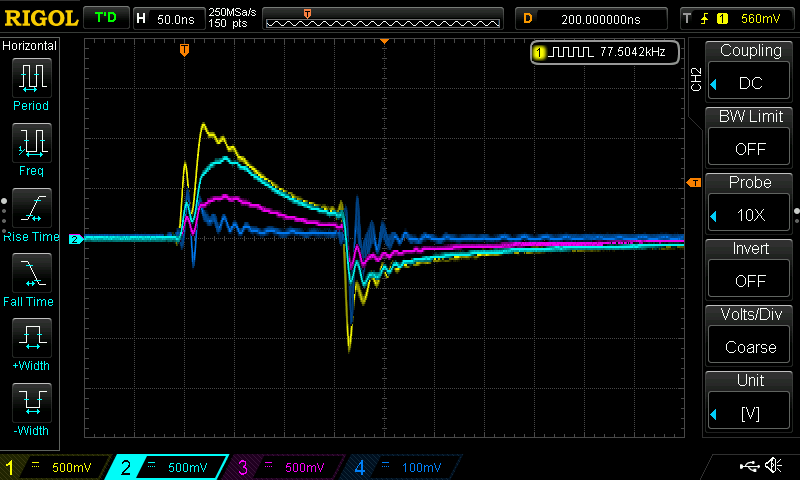 RIGOL T'D H 50.0ns 250MSa/s 150 pts D 200.000000ns T 1 560mV
Horizontal
1 77.5042kHz
Period
Freq
Rise Time
Fall Time
+Width
-Width
T
2
T
CH2
Coupling
DC
BW Limit
OFF
Probe
10X
Invert
OFF
Volts/Div
Coarse
Unit
[V]
1 500mV 2 500mV 3 500mV 4 100mV